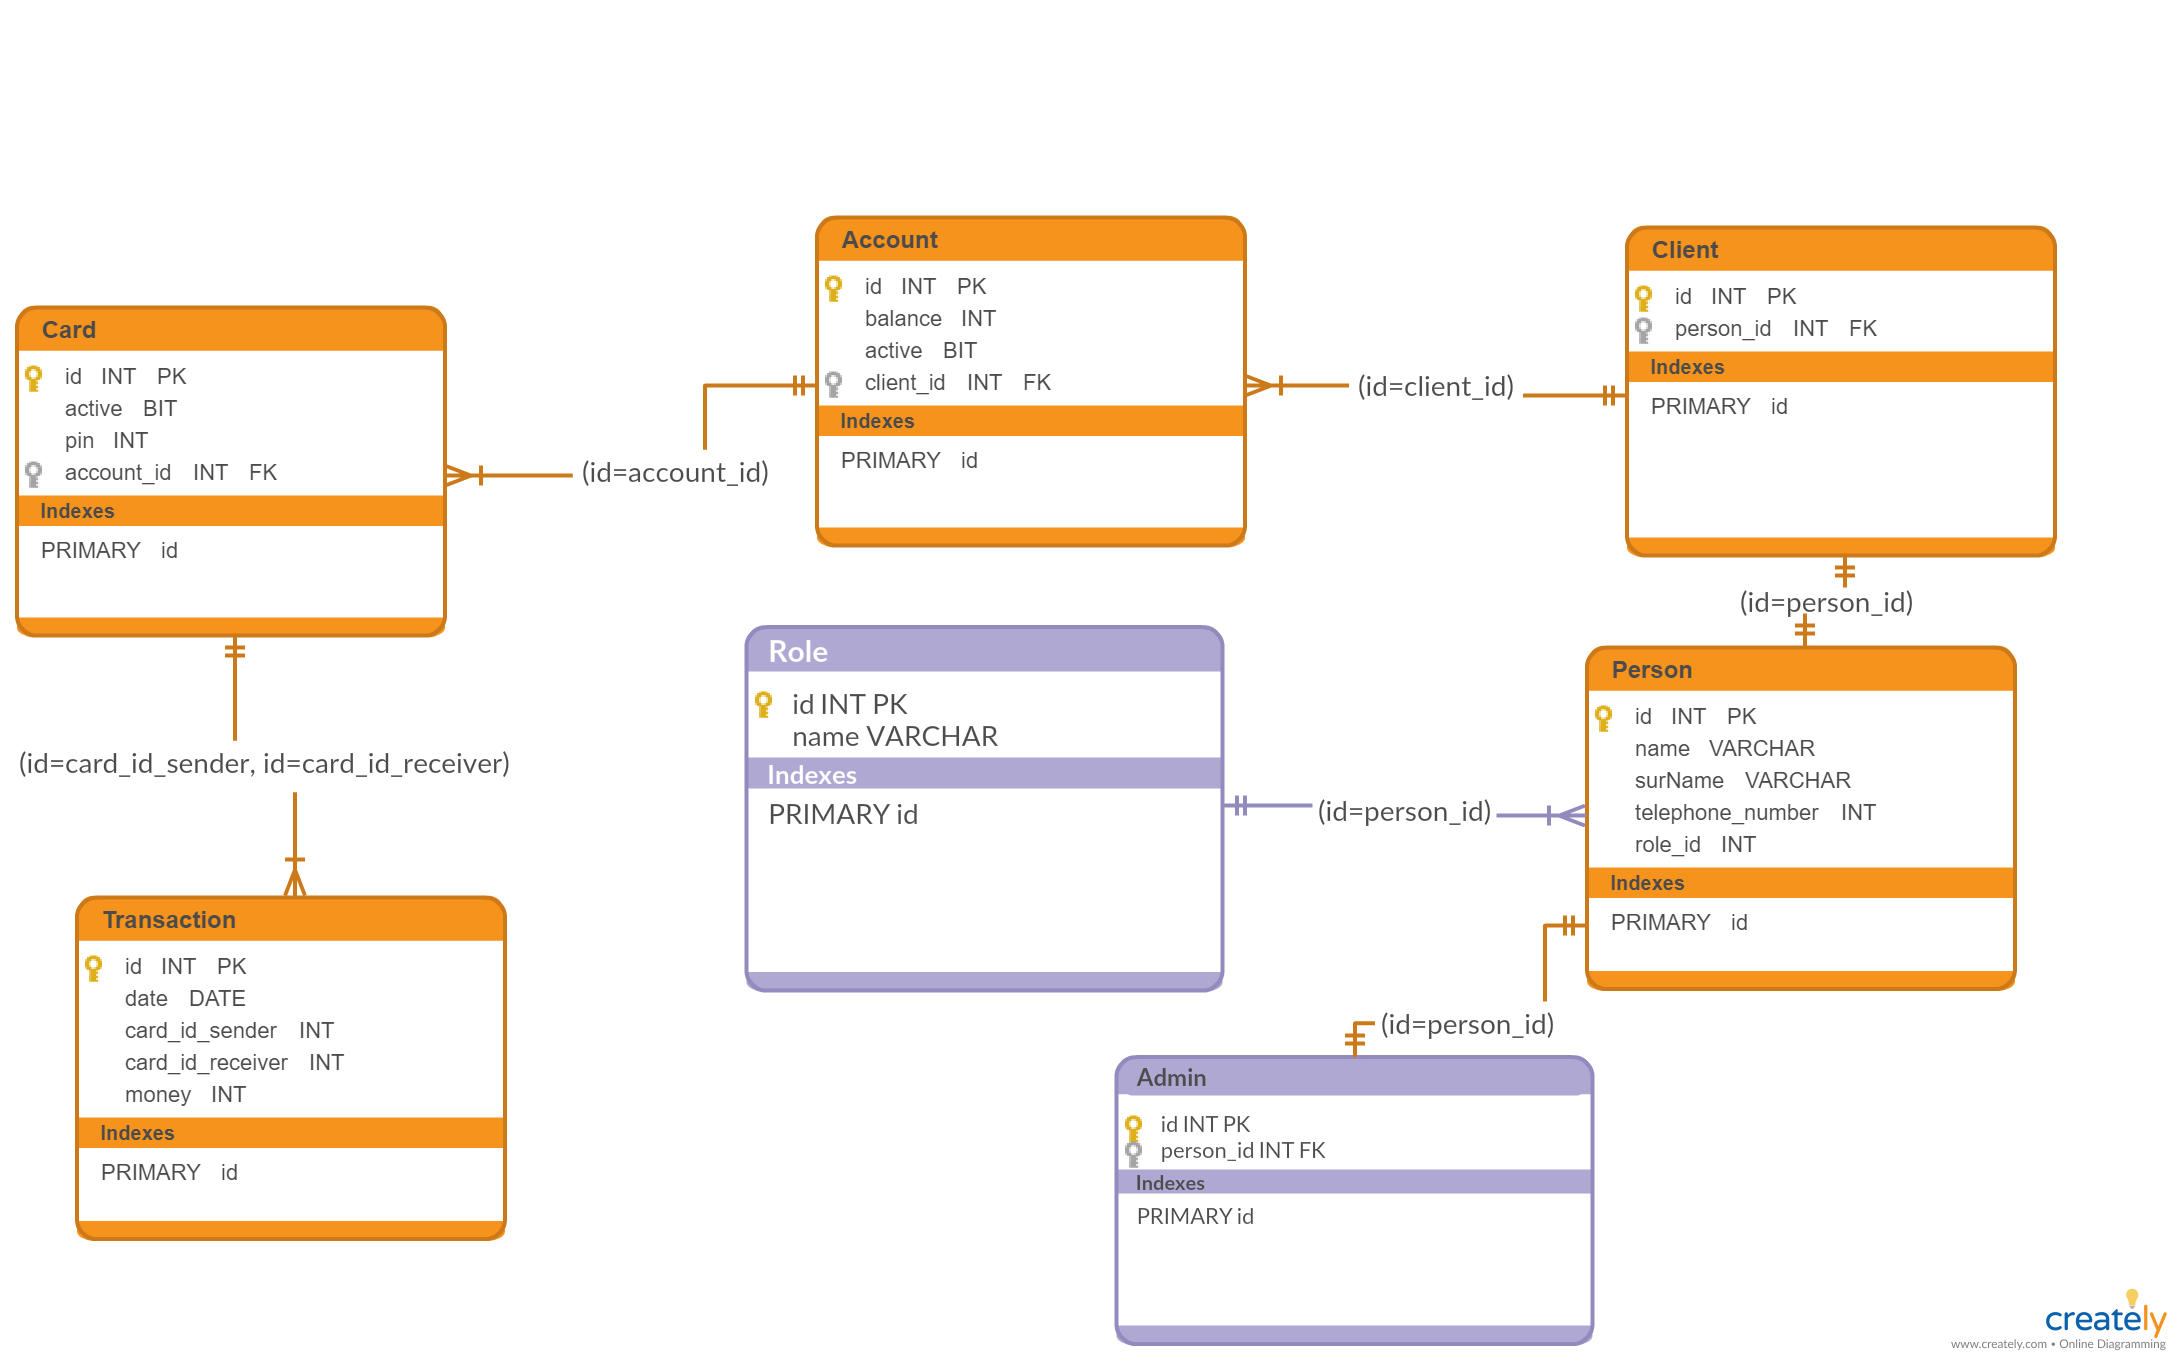 Account
id INT PK
balance INT
active BIT
client_id INT FK
Indexes
PRIMARY id
Client
id INT PK
person_id INT FK
Indexes
PRIMARY id
Card
id INT PK
active BIT
pin INT
account_id INT FK
Indexes
PRIMARY id
(id=account_id)
(id=client_id)
(id=person_id)
Role
id INT PK
name VARCHAR
Indexes
PRIMARY id
(id=person_id)
Person
id INT PK
name VARCHAR
surName VARCHAR
telephone_number INT
role_id INT
Indexes
PRIMARY id
(id=card_id_sender, id=card_id_receiver)
Transaction
id INT PK
date DATE
card_id_sender INT
card_id_receiver INT
money INT
Indexes
PRIMARY id
(id=person_id)
Admin
id INT PK
person_id INT FK
Indexes
PRIMARY id
creately
www.creately.com • Online Diagramming